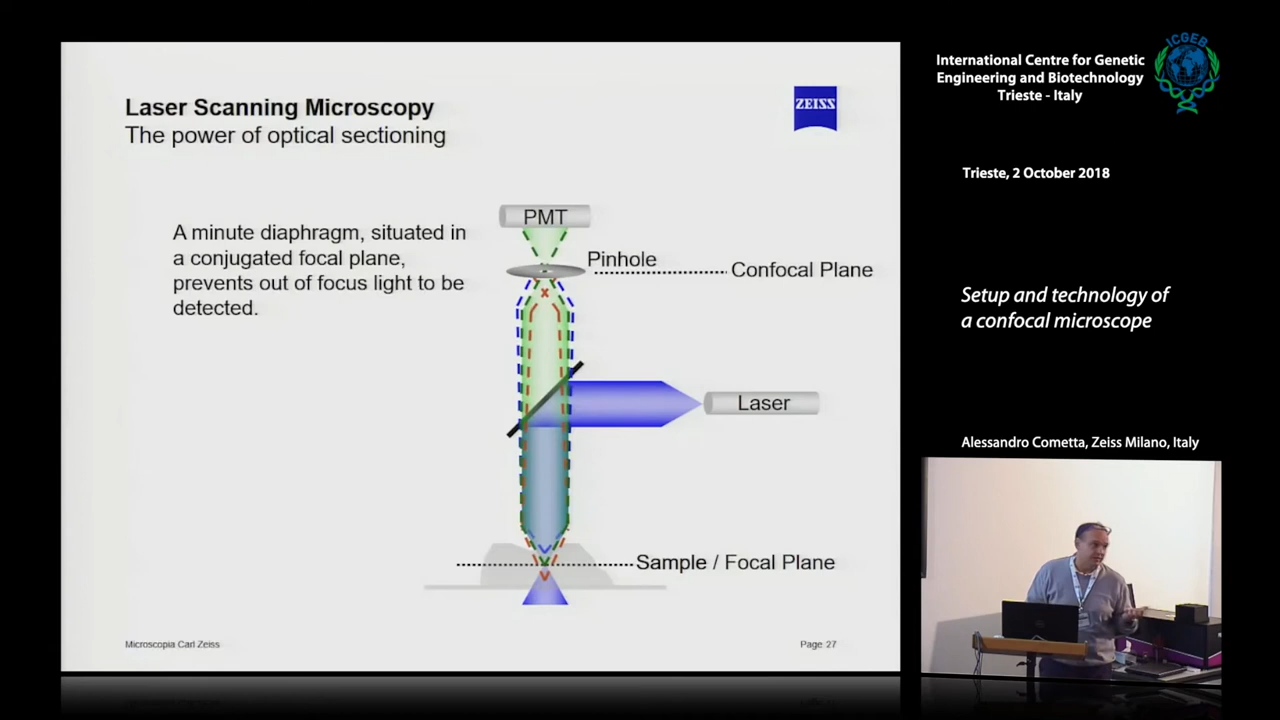 Laser Scanning Microscopy
The power of optical sectioning
ZEISS
A minute diaphragm, situated in
a conjugated focal plane,
prevents out of focus light to be
detected.
PMT
Pinhole
Confocal Plane
Laser
Sample / Focal Plane
Microscopia Carl Zeiss
Page 27
International Centre for Genetic
Engineering and Biotechnology
Trieste - Italy
ICGEB
Trieste, 2 October 2018
Setup and technology of
a confocal microscope
Alessandro Cometta, Zeiss Milano, Italy